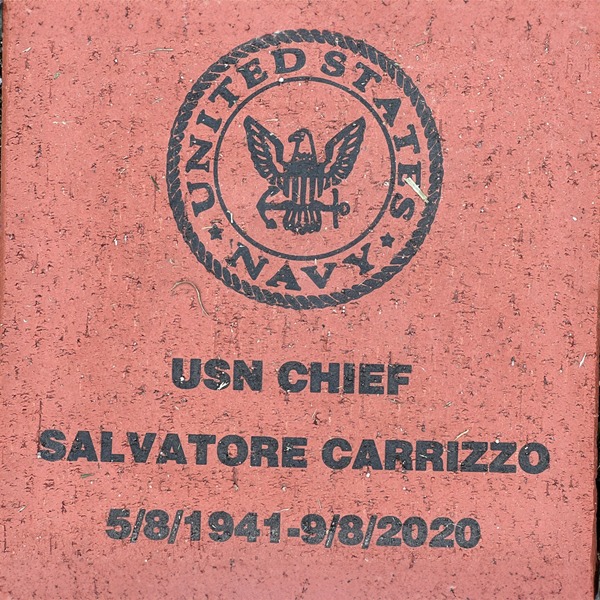 UNITED STATES
NAVY
USN CHIEF
SALVATORE CARRIZZO
5/8/1941-9/8/2020